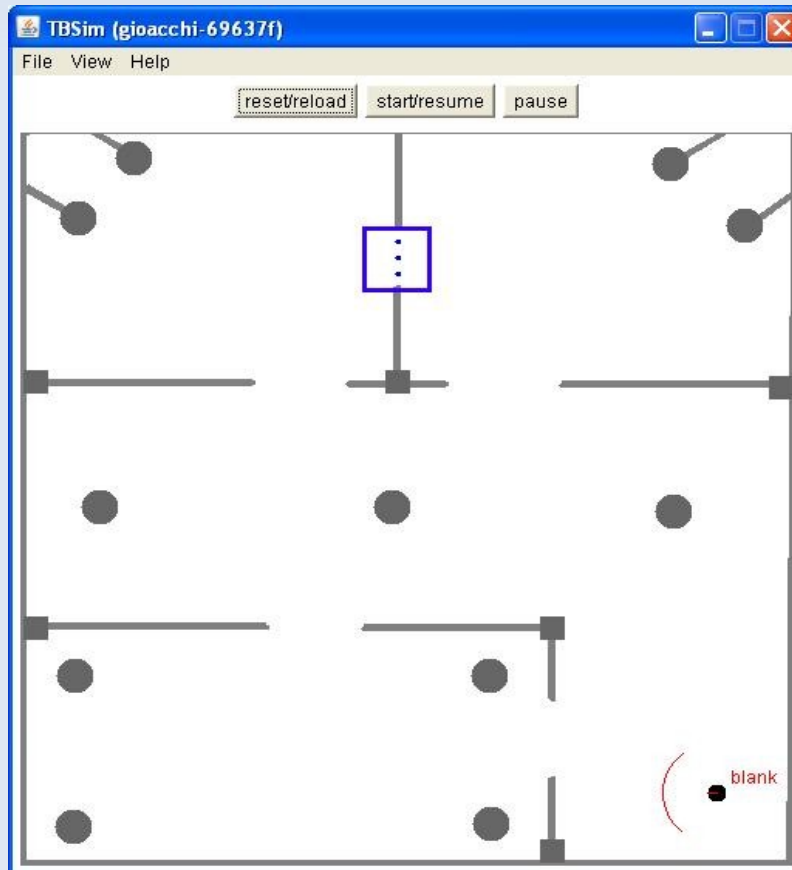 TBSim (gioacchi-69637f)
File View Help
reset/reload start/resume pause
blank